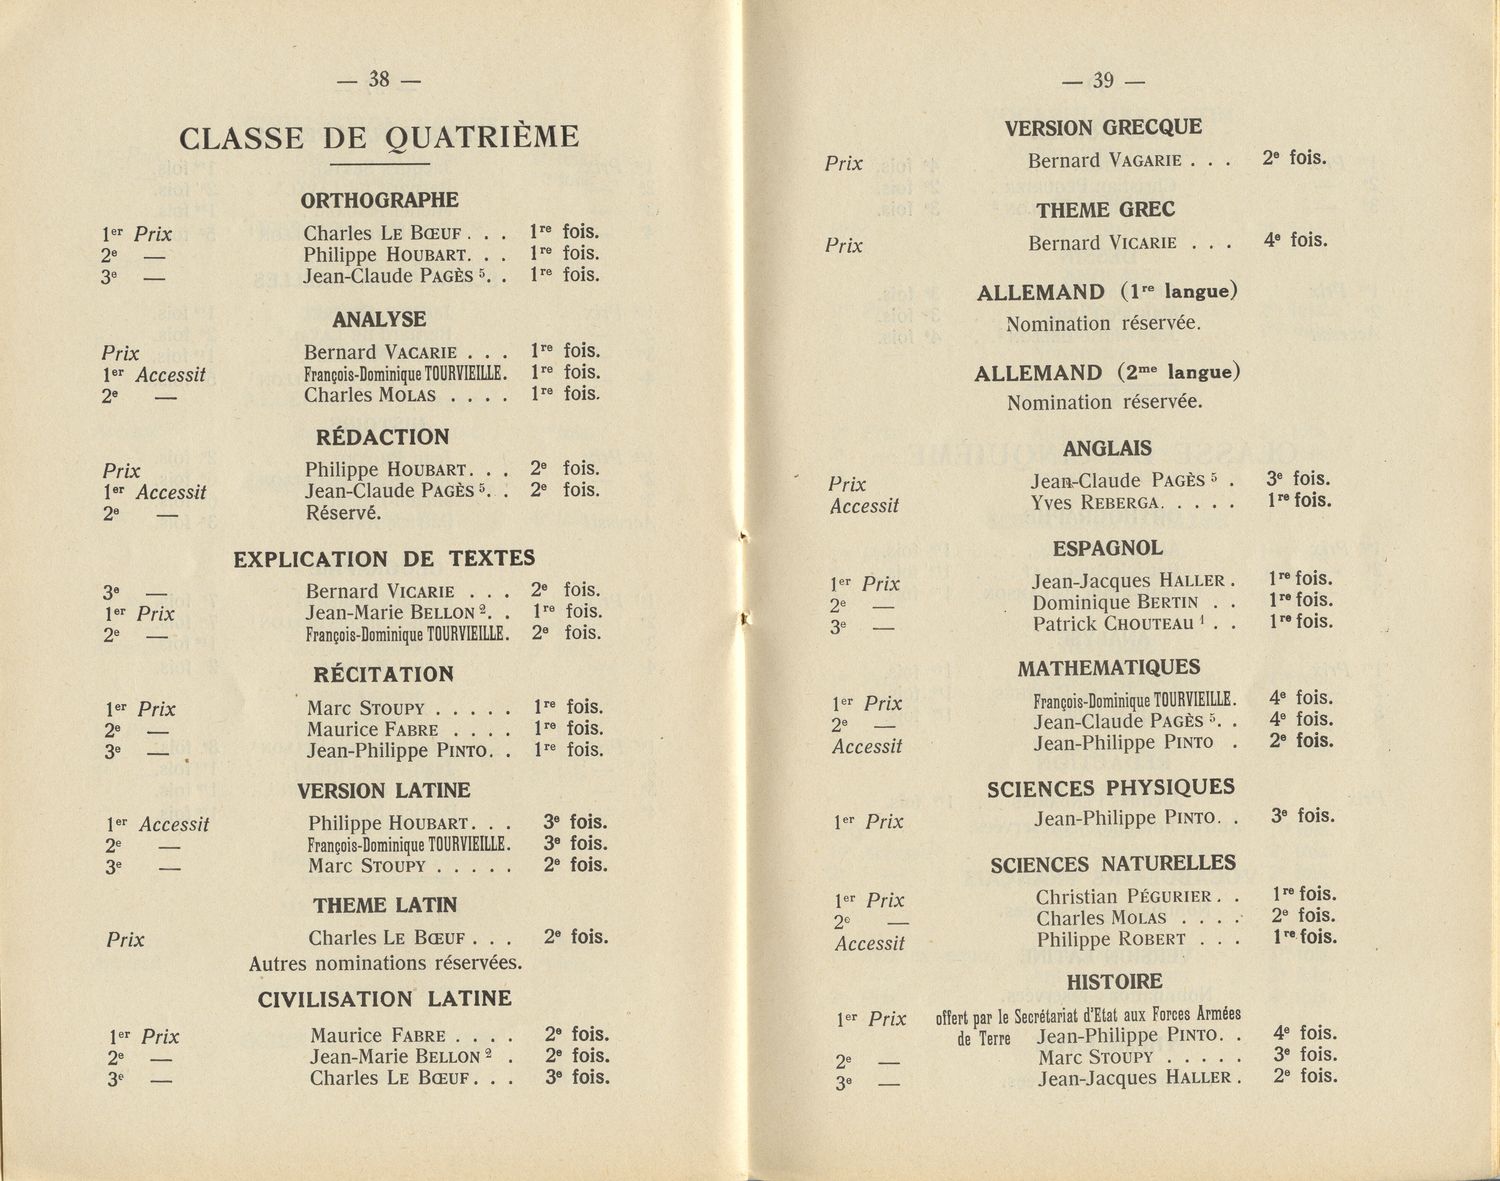 — 38 —
CLASSE DE QUATRIÈME
ORTHOGRAPHE
1er Prix Charles LE BŒUF . . . 1re fois.
2e — Philippe HOUBART. . . 1re fois.
3e — Jean-Claude PAGÈS 5. . 1re fois.
ANALYSE
Prix Bernard VACARIE . . . 1re fois.
1er Accessit François-Dominique TOURVIEILLE. 1re fois.
2e — Charles MOLAS . . . . 1re fois.
RÉDACTION
Prix Philippe HOUBART. . . 2e fois.
1er Accessit Jean-Claude PAGÈS 5. . 2e fois.
2e — Réservé.
EXPLICATION DE TEXTES
3e — Bernard VICARIE . . . 2e fois.
1er Prix Jean-Marie BELLON 2. . 1re fois.
2e — François-Dominique TOURVIEILLE. 2e fois.
RÉCITATION
1er Prix Marc STOUPY . . . . . 1re fois.
2e — Maurice FABRE . . . . 1re fois.
3e — Jean-Philippe PINTO. . 1re fois.
VERSION LATINE
1er Accessit Philippe HOUBART. . . 3e fois.
2e — François-Dominique TOURVIEILLE. 3e fois.
3e — Marc STOUPY . . . . . 2e fois.
THEME LATIN
Prix Charles LE BŒUF . . . 2e fois.
Autres nominations réservées.
CIVILISATION LATINE
1er Prix Maurice FABRE . . . . 2e fois.
2e — Jean-Marie BELLON 2 . 2e fois.
3e — Charles LE BŒUF. . . 3e fois.
— 39 —
VERSION GRECQUE
Prix Bernard VAGARIE . . . 2e fois.
THEME GREC
Prix Bernard VICARIE . . . 4e fois.
ALLEMAND (1re langue)
Nomination réservée.
ALLEMAND (2me langue)
Nomination réservée.
ANGLAIS
Prix Jean-Claude PAGÈS 5 . 3e fois.
Accessit Yves REBERGA. . . . . 1re fois.
ESPAGNOL
1er Prix Jean-Jacques HALLER . 1re fois.
2e — Dominique BERTIN . . 1re fois.
3e — Patrick CHOUTEAU 1 . . 1re fois.
MATHEMATIQUES
1er Prix François-Dominique TOURVIEILLE. 4e fois.
2e — Jean-Claude PAGÈS 5. . 4e fois.
Accessit Jean-Philippe PINTO . 2e fois.
SCIENCES PHYSIQUES
1er Prix Jean-Philippe PINTO. . 3e fois.
SCIENCES NATURELLES
1er Prix Christian PÉGURIER . . 1re fois.
2e — Charles MOLAS . . . . 2e fois.
Accessit Philippe ROBERT . . . 1re fois.
HISTOIRE
1er Prix offert par le Secrétariat d'Etat aux Forces Armées
de Terre Jean-Philippe PINTO. . 4e fois.
2e — Marc STOUPY . . . . . 3e fois.
3e — Jean-Jacques HALLER . 2e fois.